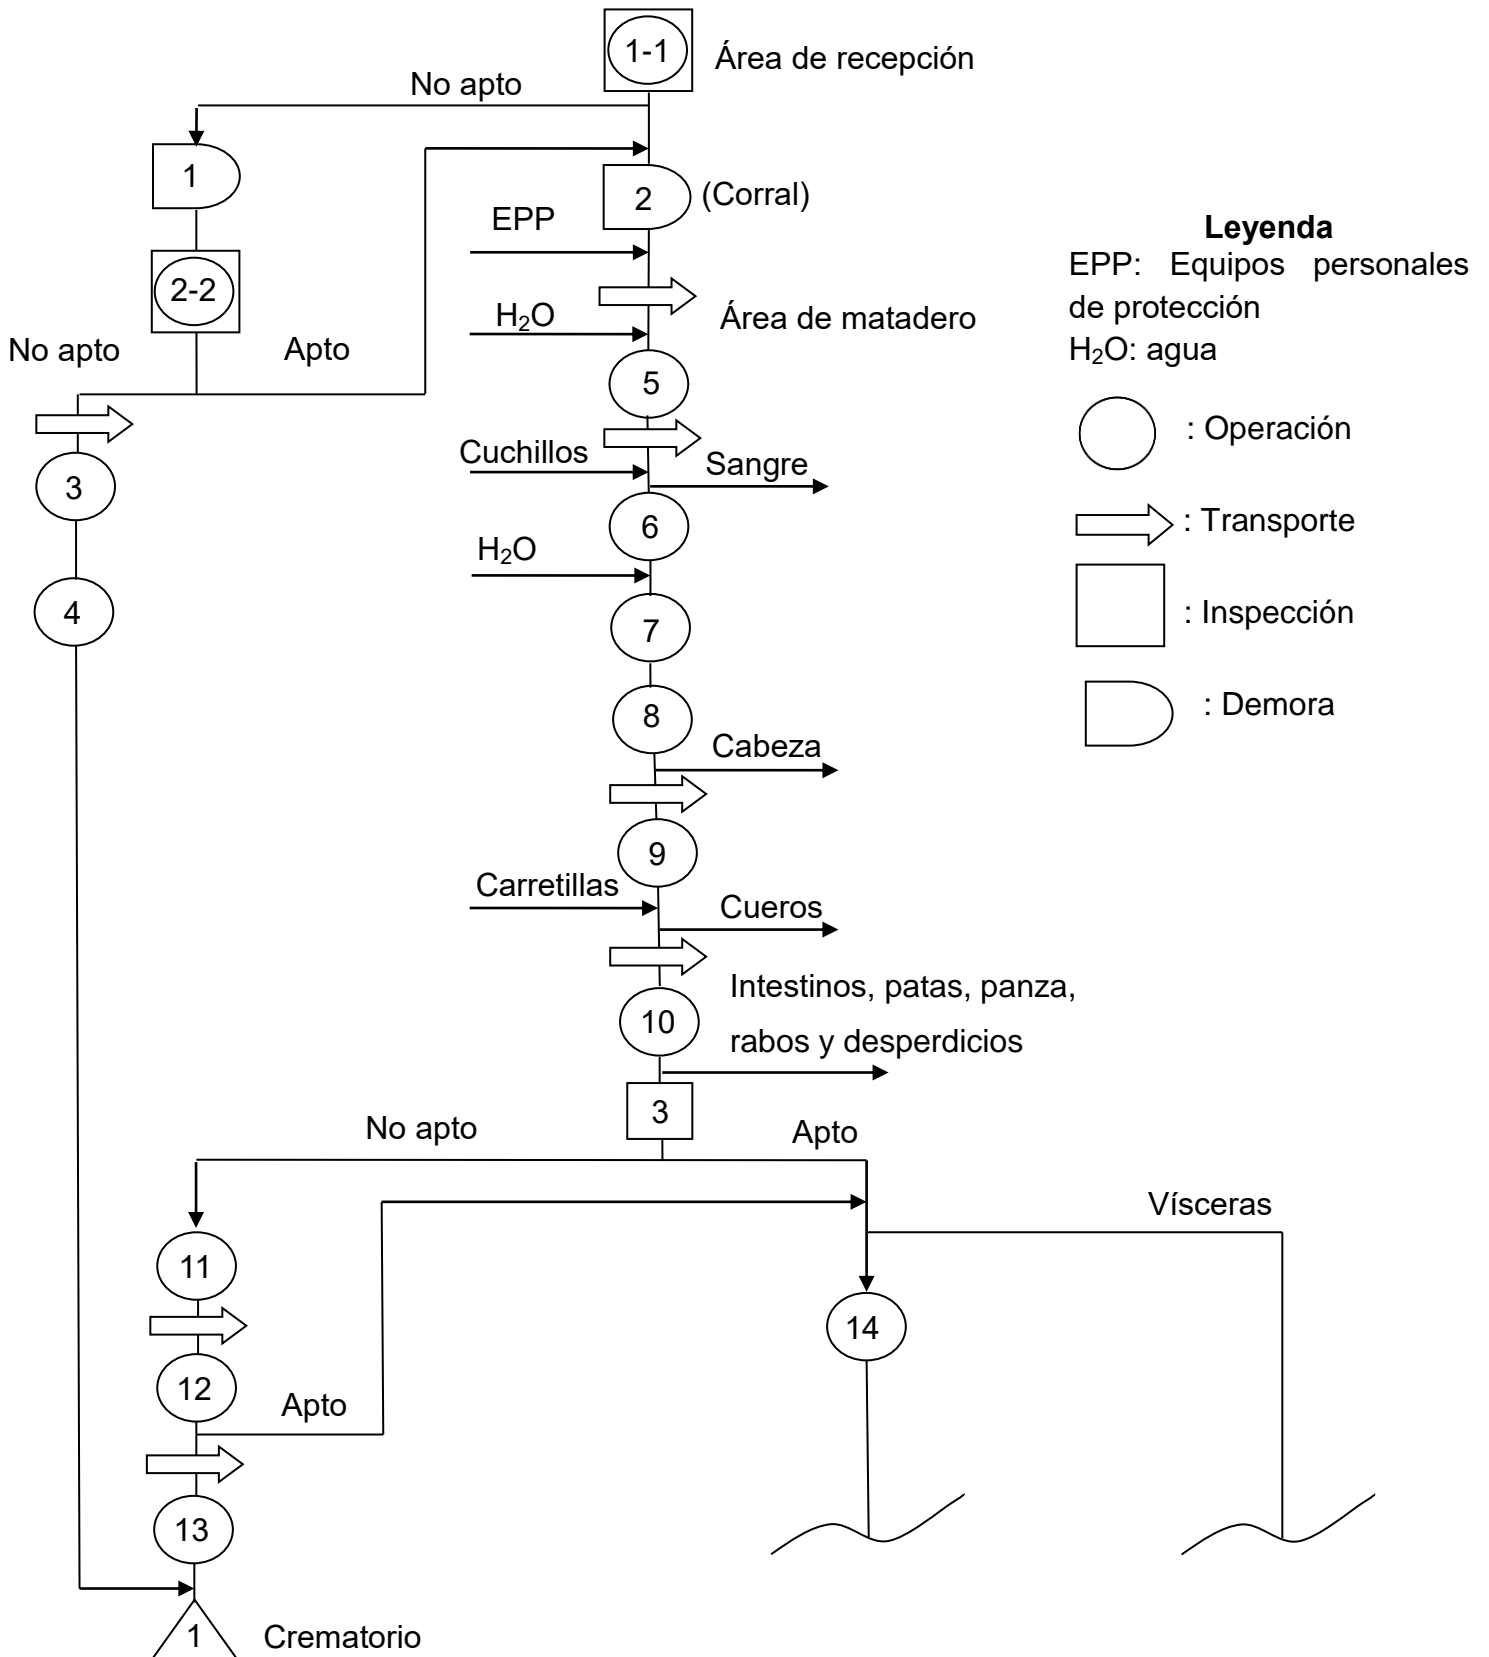 1-1
Área de recepción
No apto
1
2
(Corral)
EPP
2-2
H₂O
Área de matadero
No apto
Apto
5
Cuchillos
Sangre
3
6
H₂O
4
7
8
Cabeza
9
Carretillas
Cueros
Intestinos, patas, panza,
10
rabos y desperdicios
3
No apto
Apto
Vísceras
11
14
12
Apto
13
1
Crematorio
Leyenda
EPP: Equipos personales
de protección
H₂O: agua
: Operación
: Transporte
: Inspección
: Demora